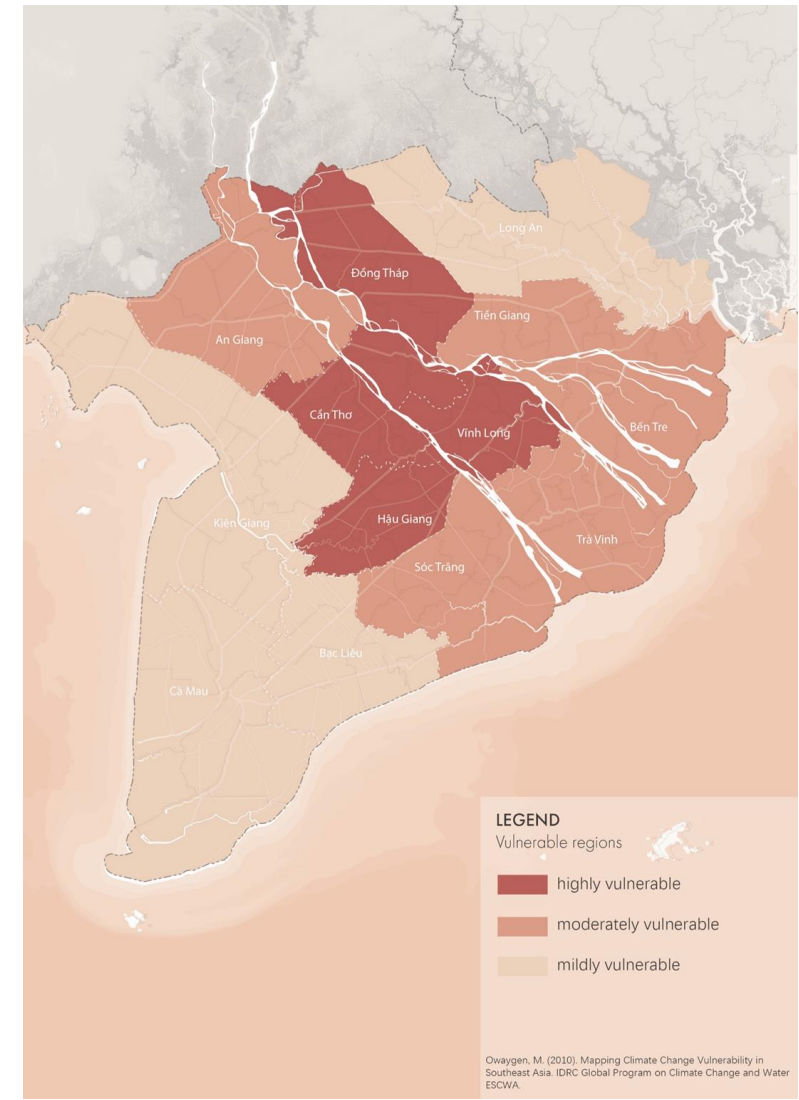 Long An
Đồng Tháp
Tiền Giang
An Giang
Cần Thơ
Bến Tre
Vĩnh Long
Hậu Giang
Kiên Giang
Trà Vinh
Sóc Trăng
Bạc Liêu
Cà Mau
LEGEND
Vulnerable regions
highly vulnerable
moderately vulnerable
mildly vulnerable
Owaygen, M. (2010). Mapping Climate Change Vulnerability in
Southeast Asia. IDRC Global Program on Climate Change and Water
ESCWA.